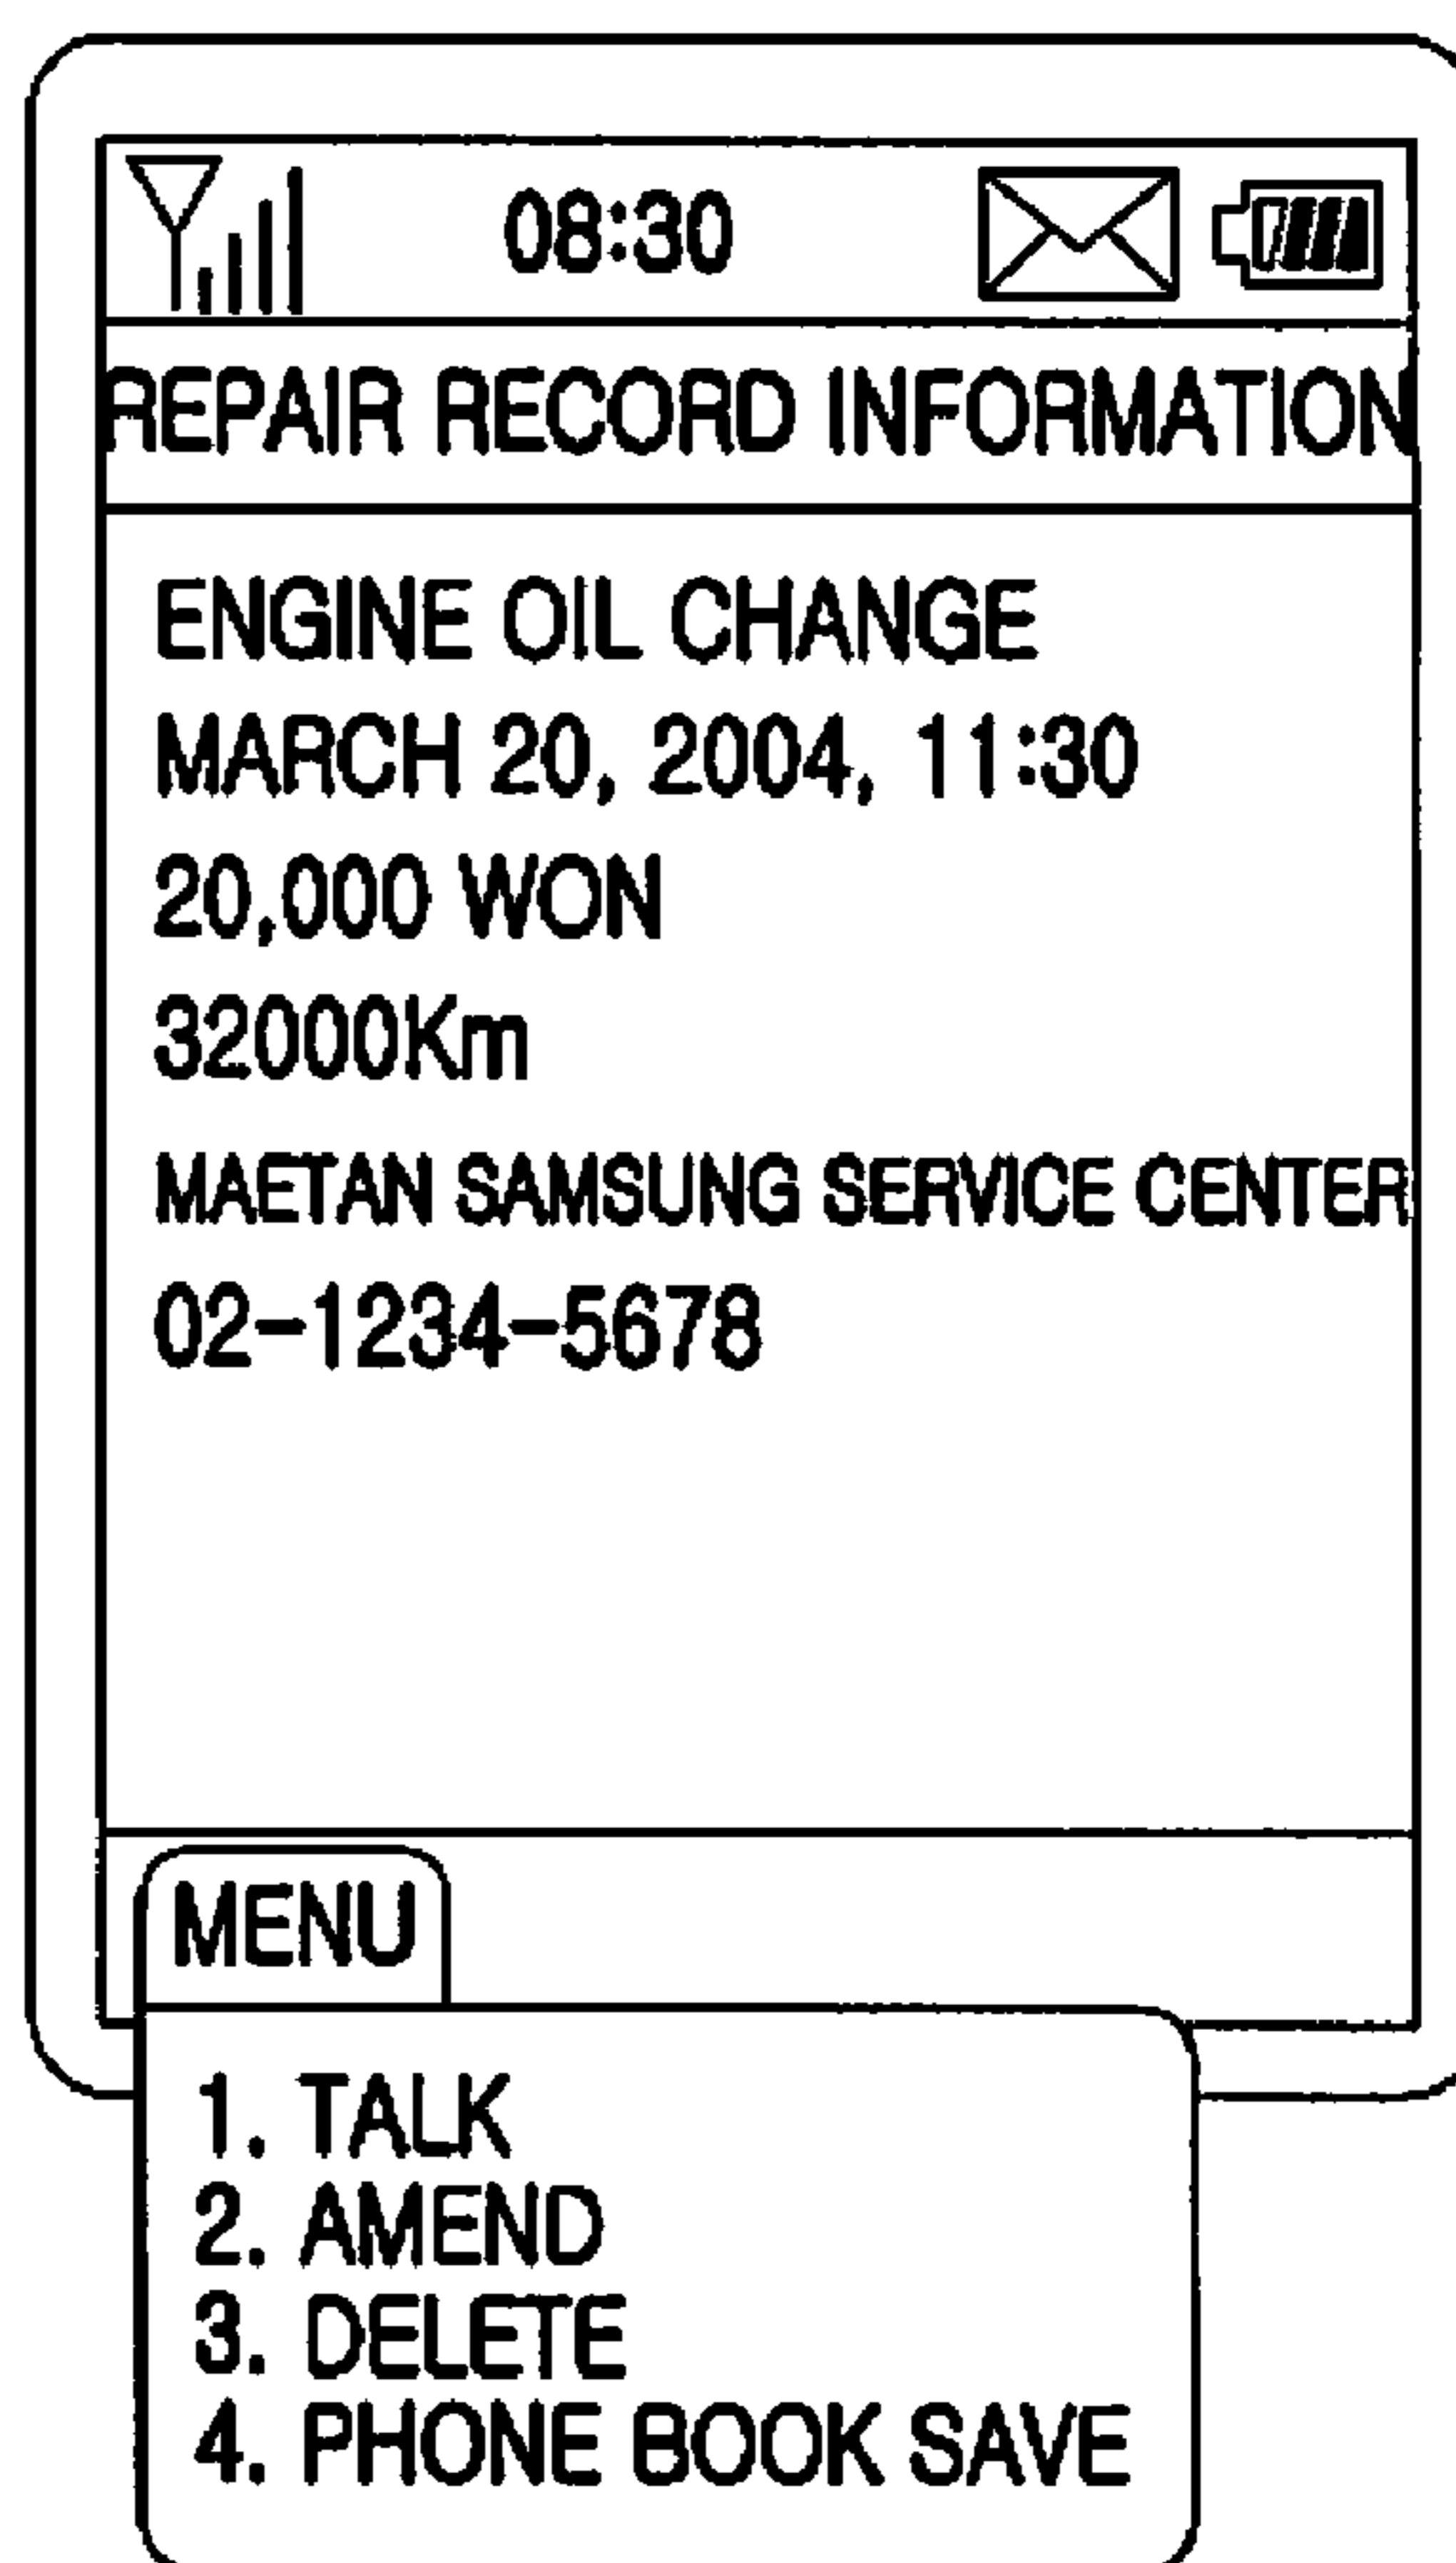 08:30
REPAIR RECORD INFORMATION
ENGINE OIL CHANGE
MARCH 20, 2004, 11:30
20,000 WON
32000Km
MAETAN SAMSUNG SERVICE CENTER
02-1234-5678
MENU
1. TALK
2. AMEND
3. DELETE
4. PHONE BOOK SAVE